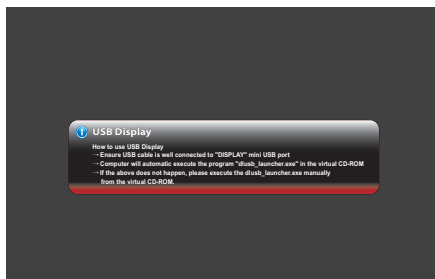 USB Display
How to use USB Display
→ Ensure USB cable is well connected to "DISPLAY" mini USB port
→ Computer will automatic execute the program "dlusb_launcher.exe" in the virtual CD-ROM
→ If the above does not happen, please execute the dlusb_launcher.exe manually
from the virtual CD-ROM.